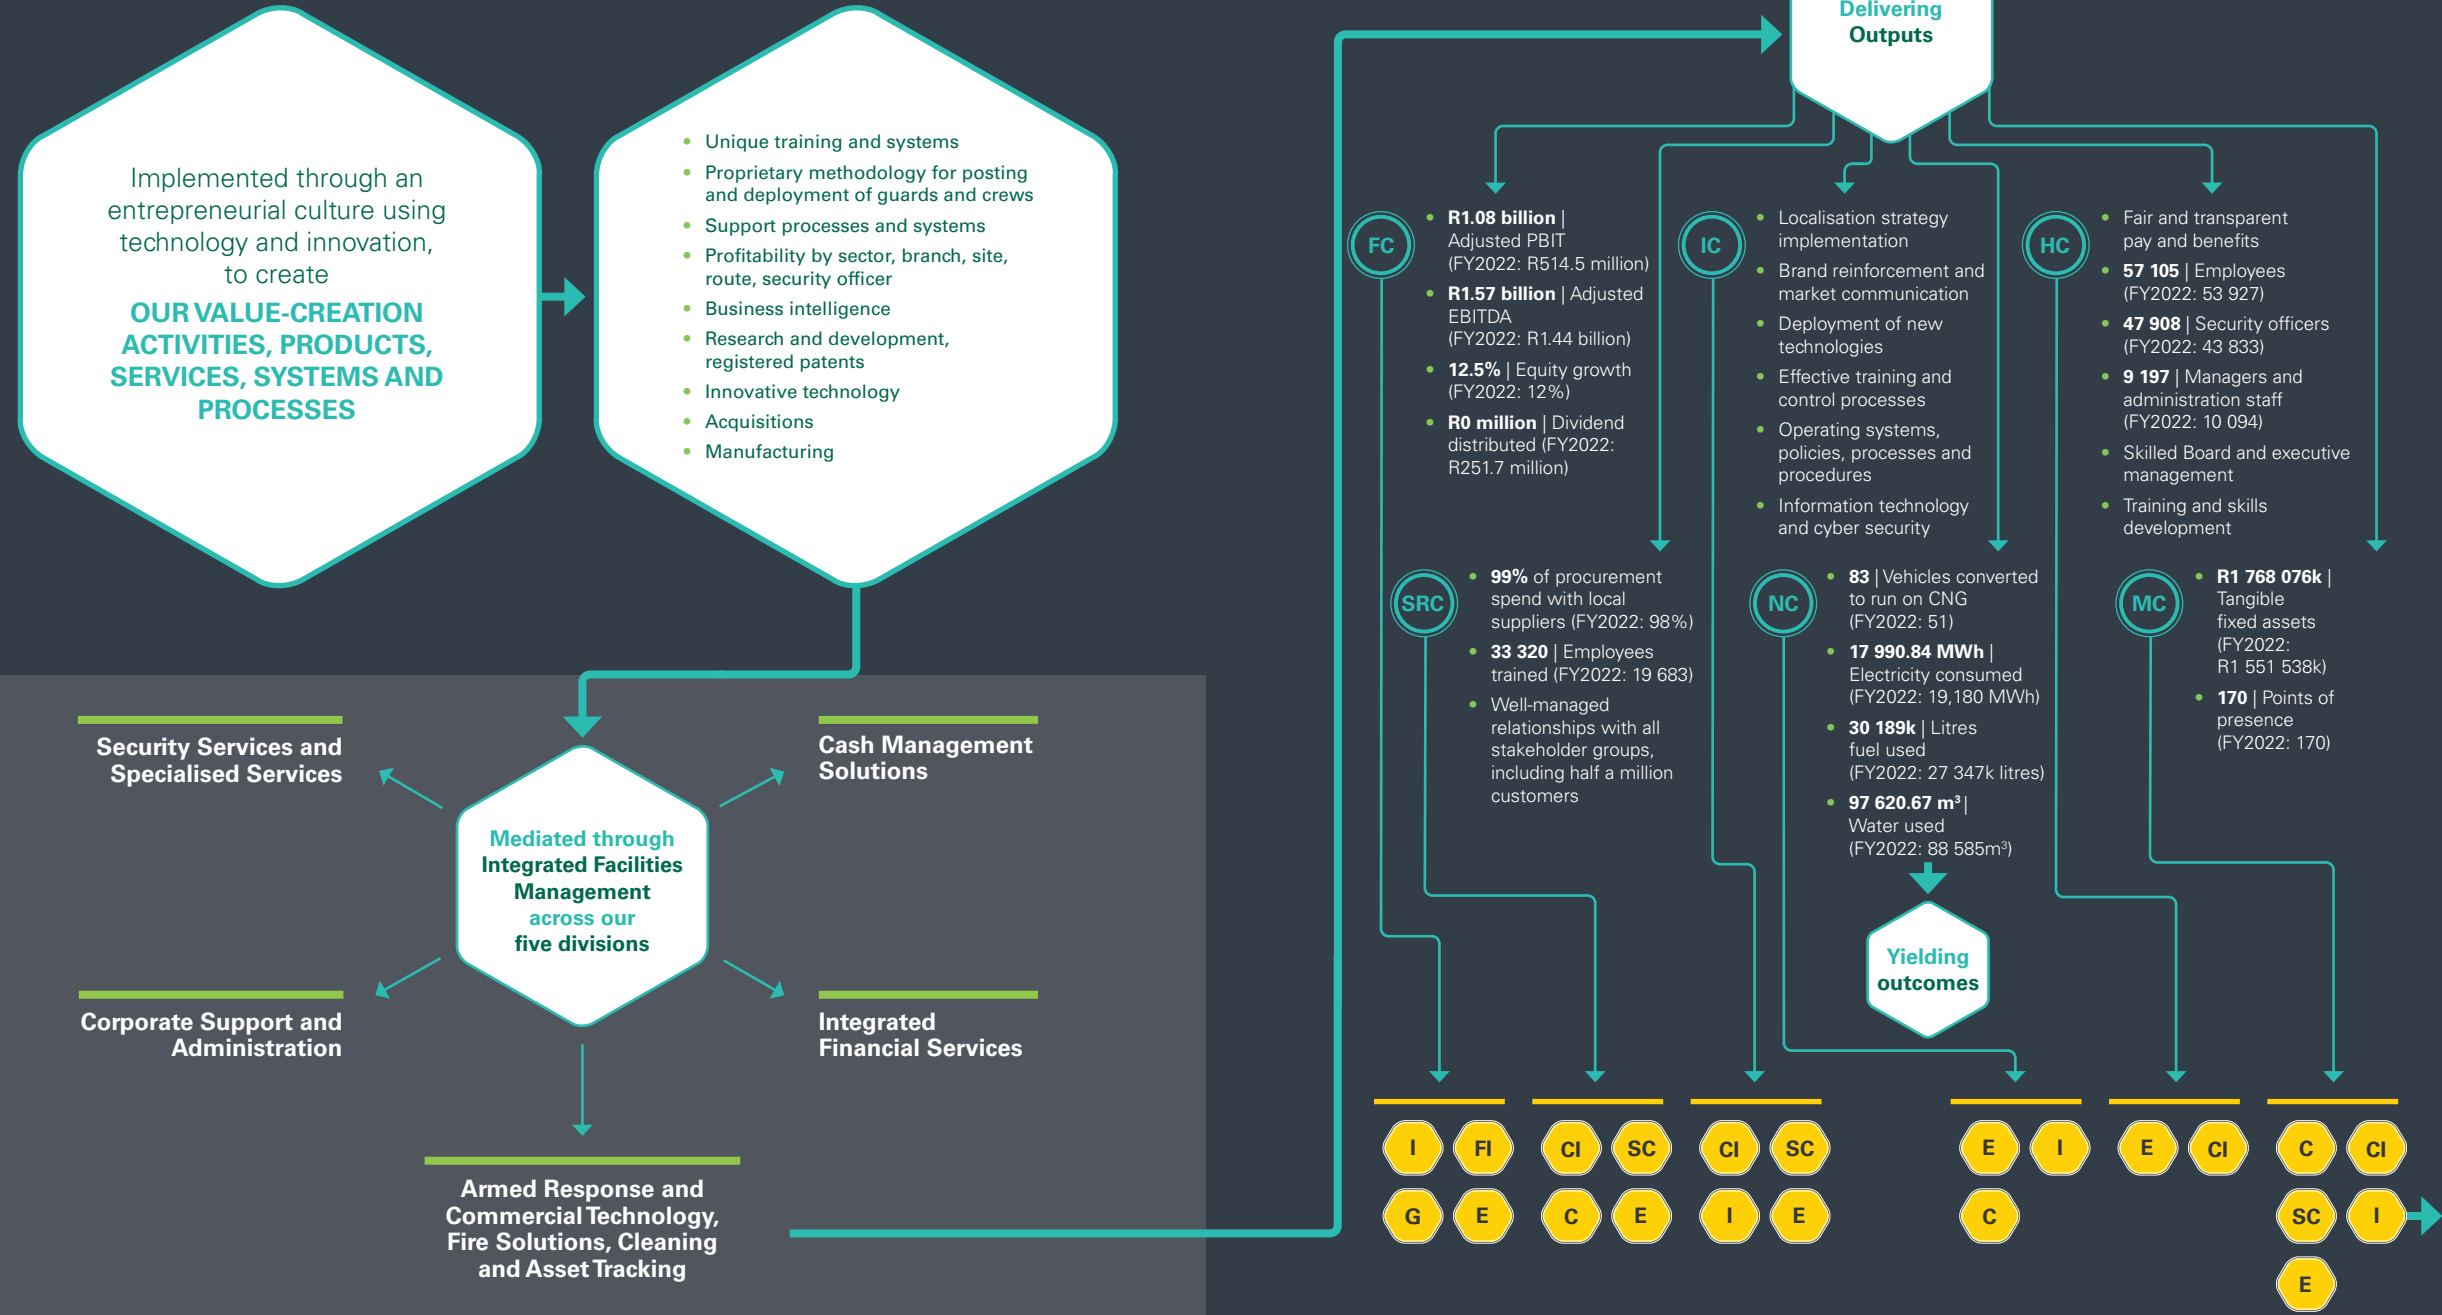 Implemented through an
entrepreneurial culture using
technology and innovation,
to create
OUR VALUE-CREATION
ACTIVITIES, PRODUCTS,
SERVICES, SYSTEMS AND
PROCESSES
• Unique training and systems
• Proprietary methodology for posting
and deployment of guards and crews
• Support processes and systems
• Profitability by sector, branch, site,
route, security officer
• Business intelligence
• Research and development,
registered patents
• Innovative technology
• Acquisitions
• Manufacturing
Mediated through
Integrated Facilities
Management
across our
five divisions
Security Services and
Specialised Services
Cash Management
Solutions
Corporate Support and
Administration
Integrated
Financial Services
Armed Response and
Commercial Technology,
Fire Solutions, Cleaning
and Asset Tracking
Delivering
Outputs
FC
• R1.08 billion |
Adjusted PBIT
(FY2022: R514.5 million)
• R1.57 billion | Adjusted
EBITDA
(FY2022: R1.44 billion)
• 12.5% | Equity growth
(FY2022: 12%)
• R0 million | Dividend
distributed (FY2022:
R251.7 million)
IC
• Localisation strategy
implementation
• Brand reinforcement and
market communication
• Deployment of new
technologies
• Effective training and
control processes
• Operating systems,
policies, processes and
procedures
• Information technology
and cyber security
HC
• Fair and transparent
pay and benefits
• 57 105 | Employees
(FY2022: 53 927)
• 47 908 | Security officers
(FY2022: 43 833)
• 9 197 | Managers and
administration staff
(FY2022: 10 094)
• Skilled Board and executive
management
• Training and skills
development
SRC
• 99% of procurement
spend with local
suppliers (FY2022: 98%)
• 33 320 | Employees
trained (FY2022: 19 683)
• Well-managed
relationships with all
stakeholder groups,
including half a million
customers
NC
• 83 | Vehicles converted
to run on CNG
(FY2022: 51)
• 17 990.84 MWh |
Electricity consumed
(FY2022: 19,180 MWh)
• 30 189k | Litres
fuel used
(FY2022: 27 347k litres)
• 97 620.67 m³ |
Water used
(FY2022: 88 585m³)
MC
• R1 768 076k |
Tangible
fixed assets
(FY2022:
R1 551 538k)
• 170 | Points of
presence
(FY2022: 170)
Yielding
outcomes
I FI
G E
CI SC
C E
CI SC
I E
E I
C
E CI
C CI
SC I
E